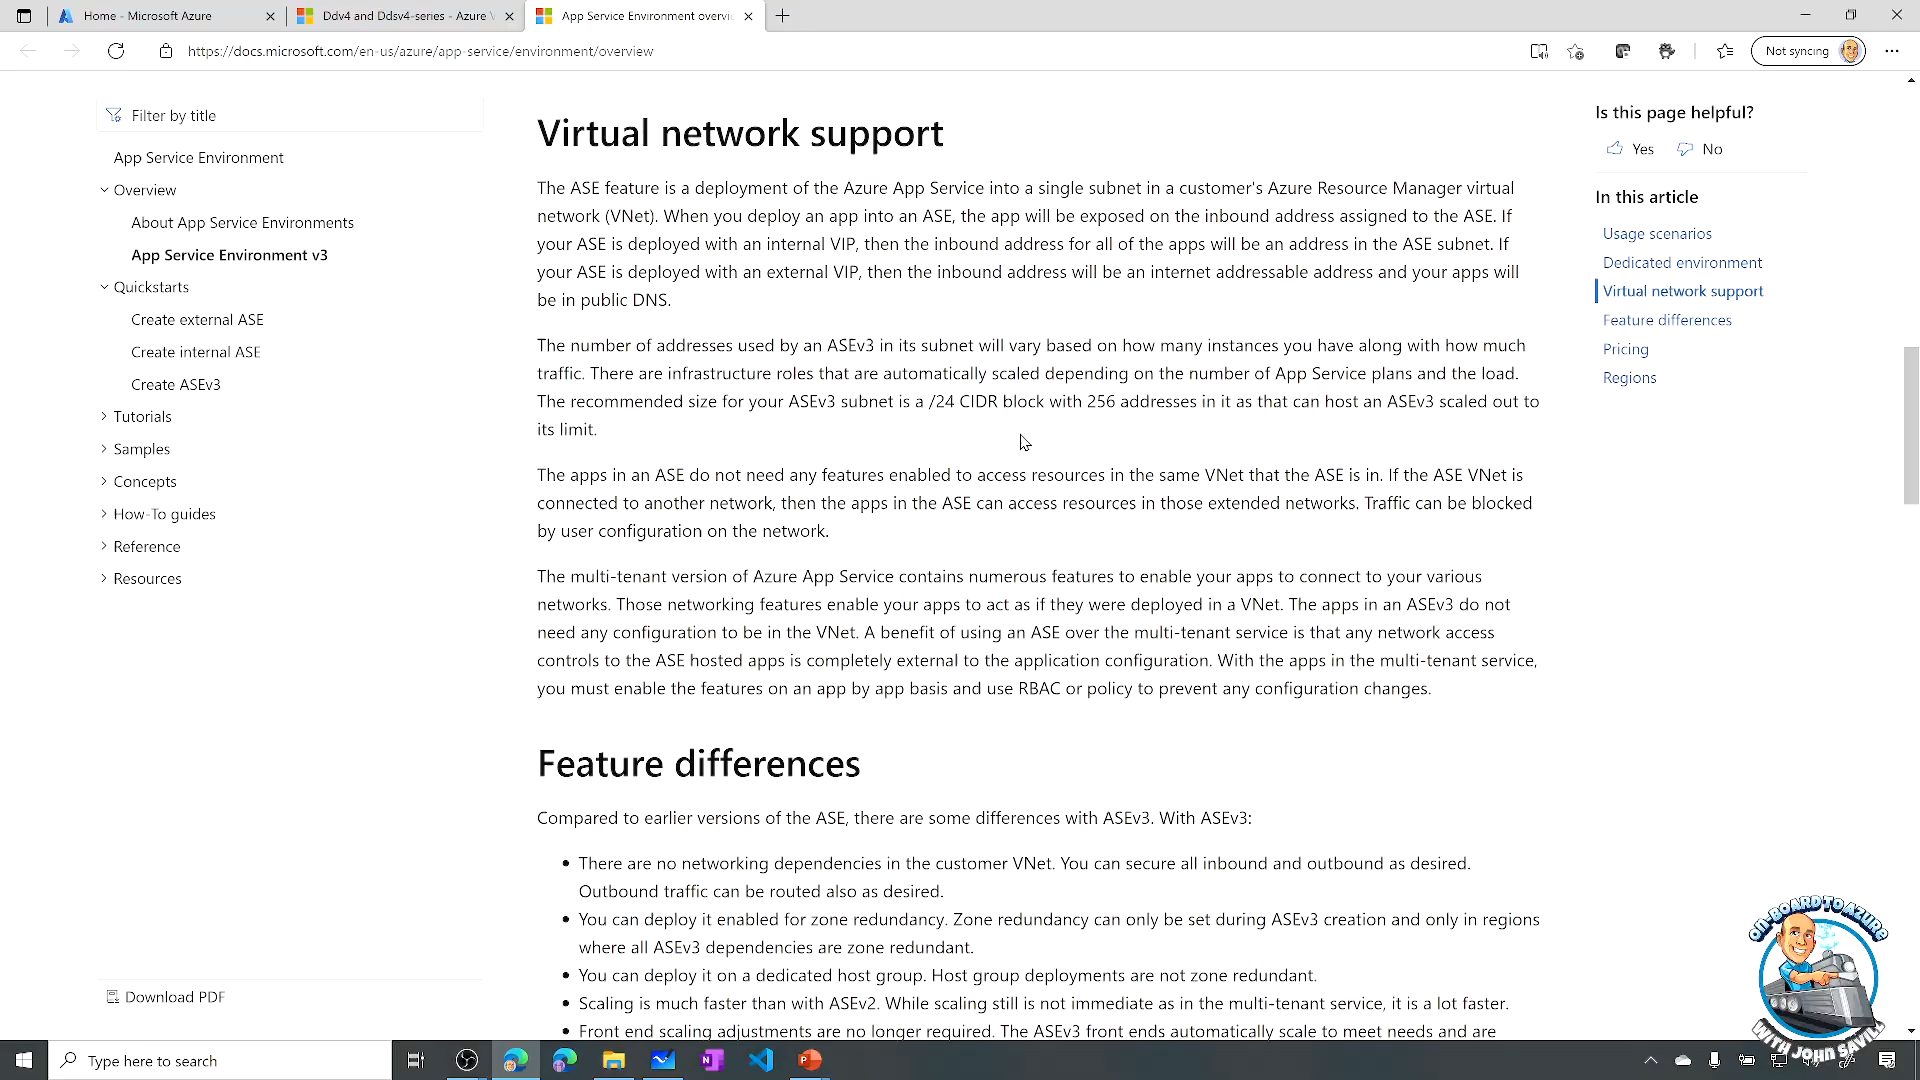 Home - Microsoft Azure
Ddv4 and Ddsv4-series - Azure V
App Service Environment overvie
https://docs.microsoft.com/en-us/azure/app-service/environment/overview
Not syncing
Filter by title
App Service Environment
Overview
About App Service Environments
App Service Environment v3
Quickstarts
Create external ASE
Create internal ASE
Create ASEv3
Tutorials
Samples
Concepts
How-To guides
Reference
Resources
Download PDF
Virtual network support
The ASE feature is a deployment of the Azure App Service into a single subnet in a customer's Azure Resource Manager virtual
network (VNet). When you deploy an app into an ASE, the app will be exposed on the inbound address assigned to the ASE. If
your ASE is deployed with an internal VIP, then the inbound address for all of the apps will be an address in the ASE subnet. If
your ASE is deployed with an external VIP, then the inbound address will be an internet addressable address and your apps will
be in public DNS.
The number of addresses used by an ASEv3 in its subnet will vary based on how many instances you have along with how much
traffic. There are infrastructure roles that are automatically scaled depending on the number of App Service plans and the load.
The recommended size for your ASEv3 subnet is a /24 CIDR block with 256 addresses in it as that can host an ASEv3 scaled out to
its limit.
The apps in an ASE do not need any features enabled to access resources in the same VNet that the ASE is in. If the ASE VNet is
connected to another network, then the apps in the ASE can access resources in those extended networks. Traffic can be blocked
by user configuration on the network.
The multi-tenant version of Azure App Service contains numerous features to enable your apps to connect to your various
networks. Those networking features enable your apps to act as if they were deployed in a VNet. The apps in an ASEv3 do not
need any configuration to be in the VNet. A benefit of using an ASE over the multi-tenant service is that any network access
controls to the ASE hosted apps is completely external to the application configuration. With the apps in the multi-tenant service,
you must enable the features on an app by app basis and use RBAC or policy to prevent any configuration changes.
Feature differences
Compared to earlier versions of the ASE, there are some differences with ASEv3. With ASEv3:
• There are no networking dependencies in the customer VNet. You can secure all inbound and outbound as desired.
Outbound traffic can be routed also as desired.
• You can deploy it enabled for zone redundancy. Zone redundancy can only be set during ASEv3 creation and only in regions
where all ASEv3 dependencies are zone redundant.
• You can deploy it on a dedicated host group. Host group deployments are not zone redundant.
• Scaling is much faster than with ASEv2. While scaling still is not immediate as in the multi-tenant service, it is a lot faster.
• Front end scaling adjustments are no longer required. The ASEv3 front ends automatically scale to meet needs and are
Is this page helpful?
Yes No
In this article
Usage scenarios
Dedicated environment
Virtual network support
Feature differences
Pricing
Regions
ON-BOARD TO AZURE
WITH JOHN SAVILL
Type here to search